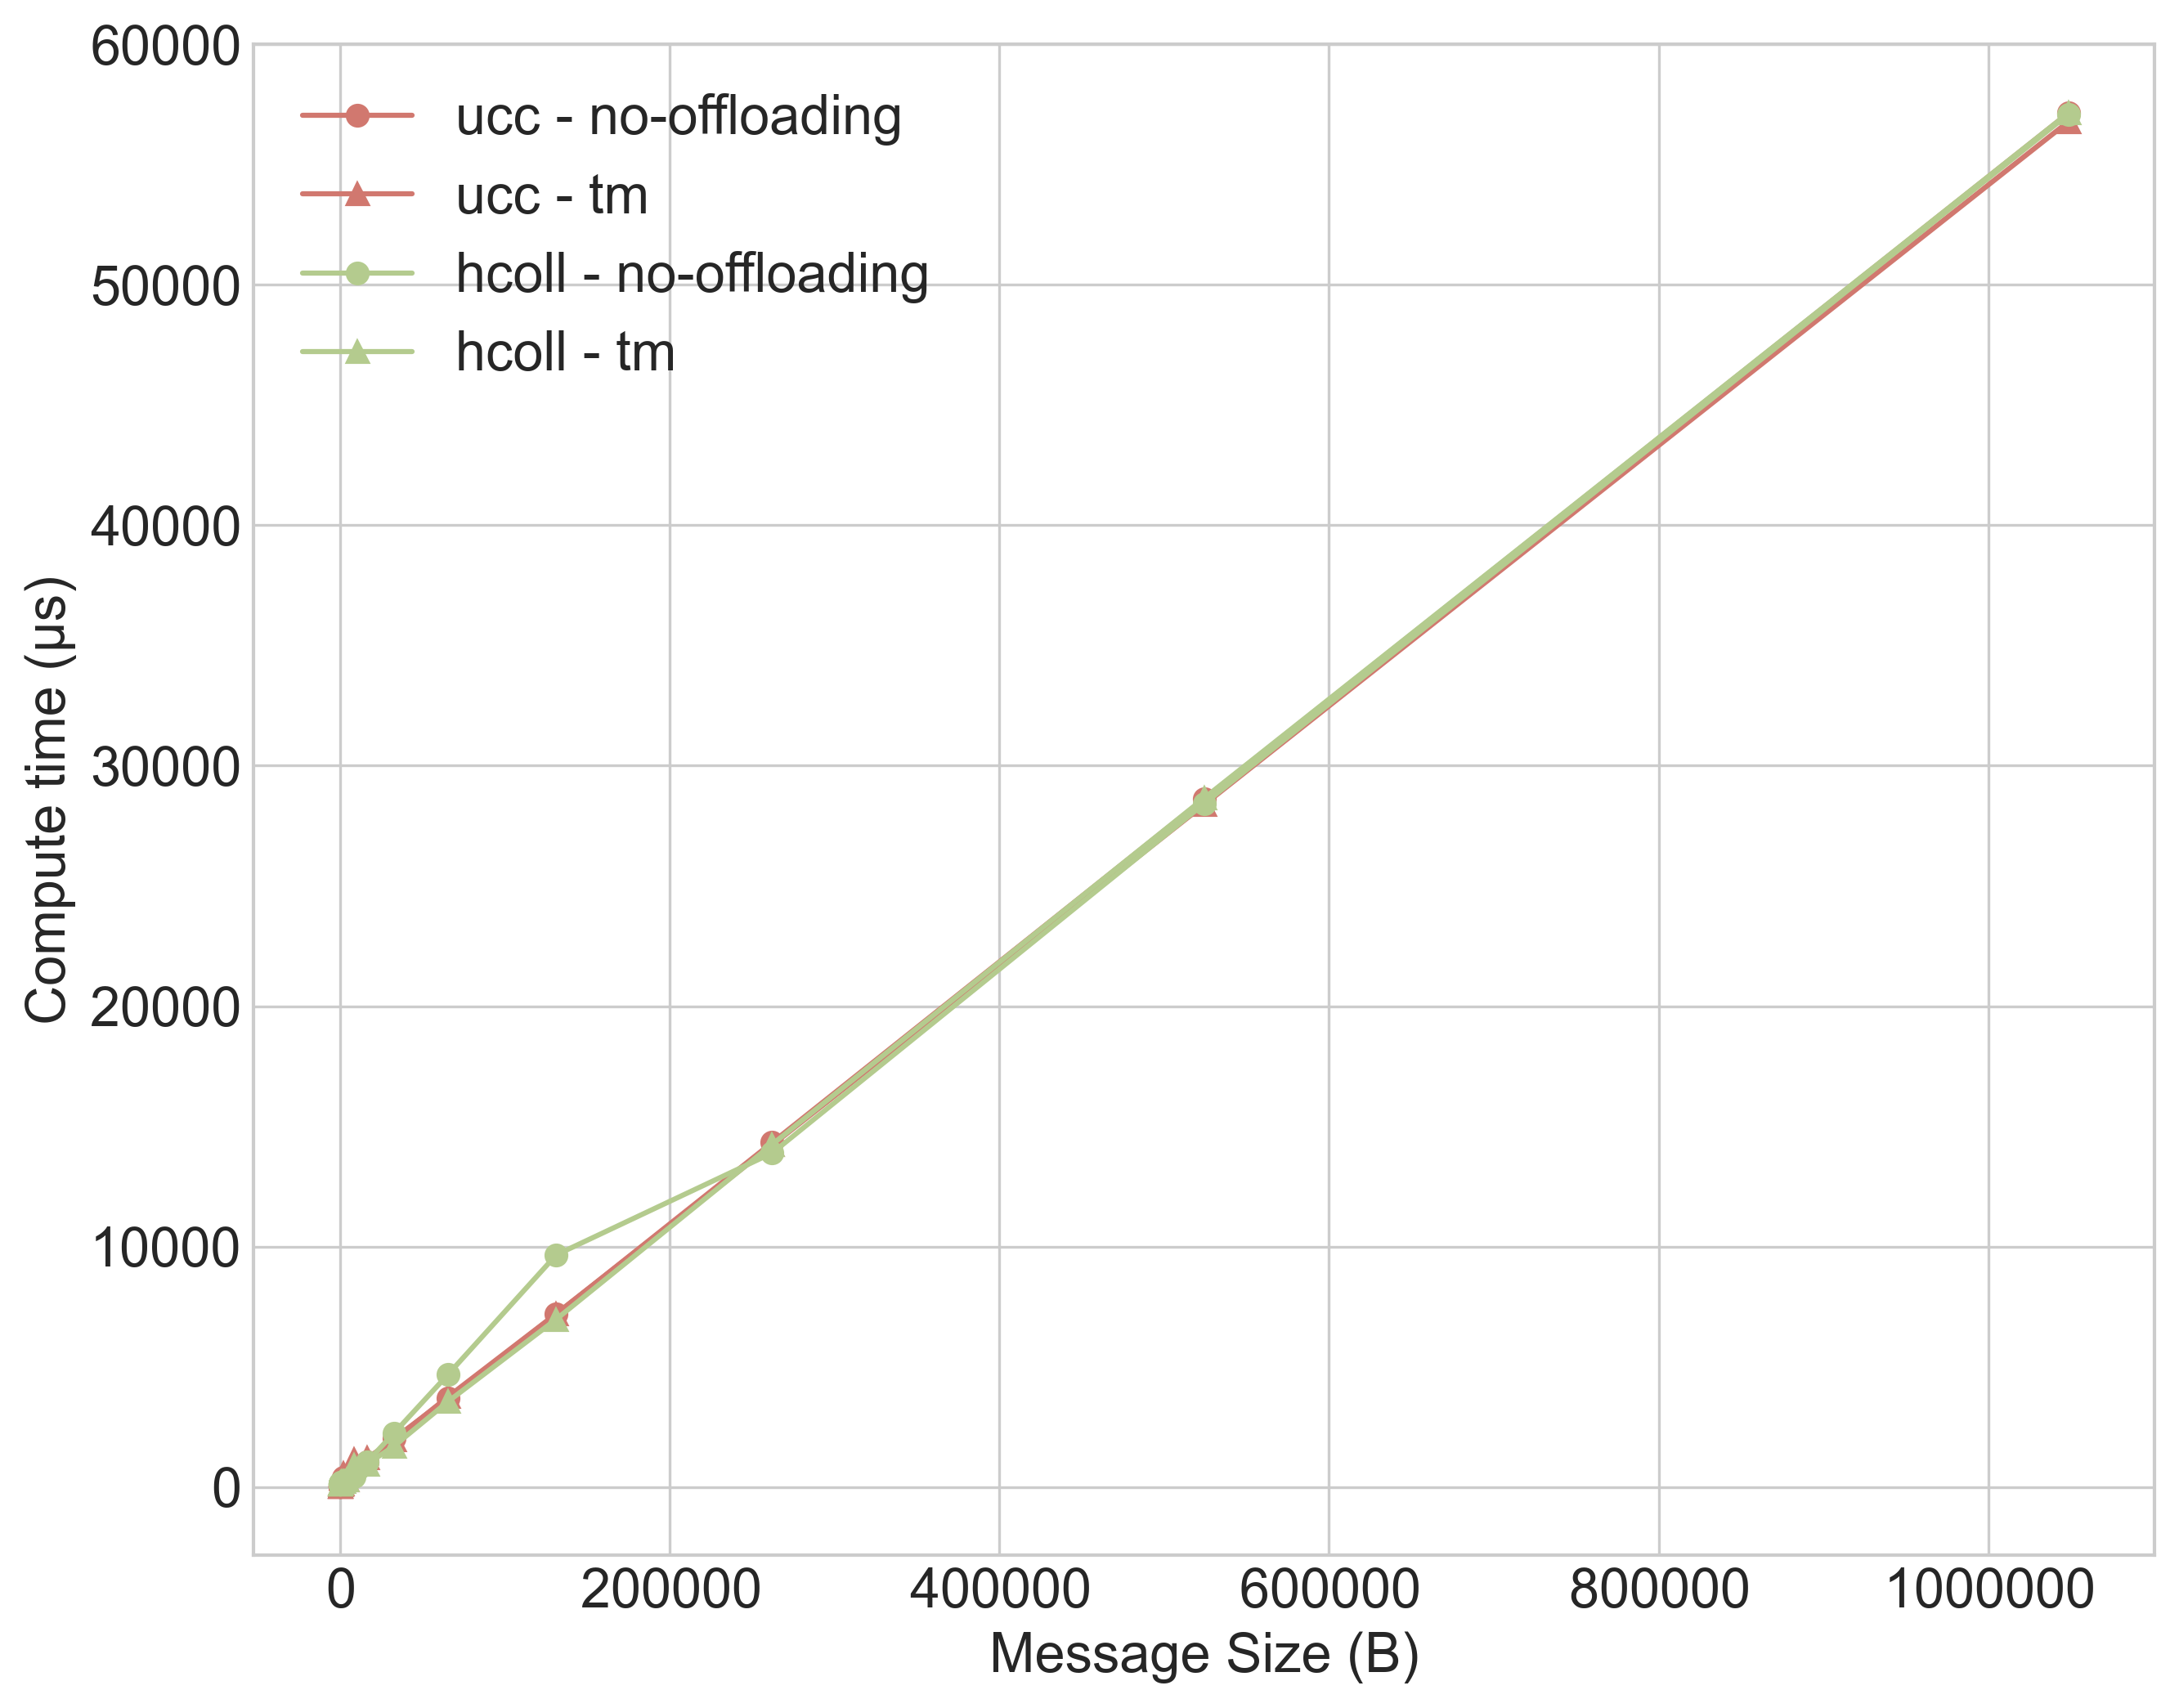 60000
50000
40000
30000
20000
10000
0
Compute time (µs)
ucc - no-offloading
ucc - tm
hcoll - no-offloading
hcoll - tm
0 200000 400000 600000 800000 1000000
Message Size (B)